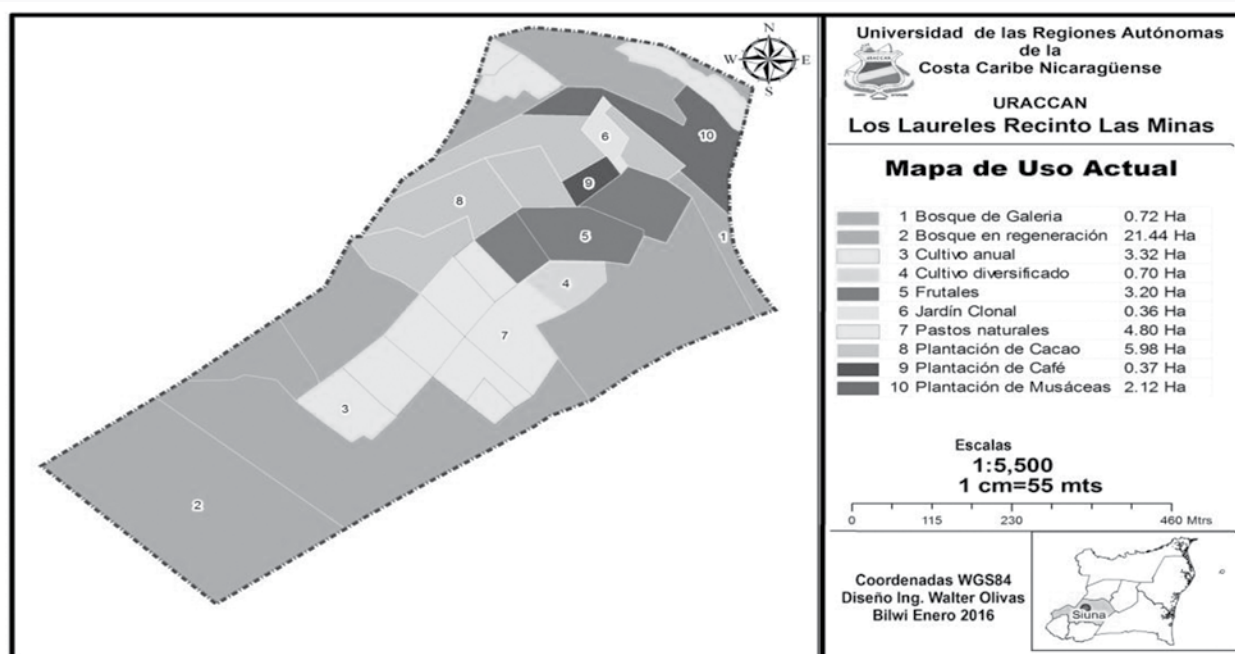 N
W E
S
10
6
9
8
5
1
4
7
3
2
Universidad de las Regiones Autónomas
de la
Costa Caribe Nicaragüense
URACCAN
URACCAN
Los Laureles Recinto Las Minas
Mapa de Uso Actual
1 Bosque de Galeria 0.72 Ha
2 Bosque en regeneración 21.44 Ha
3 Cultivo anual 3.32 Ha
4 Cultivo diversificado 0.70 Ha
5 Frutales 3.20 Ha
6 Jardín Clonal 0.36 Ha
7 Pastos naturales 4.80 Ha
8 Plantación de Cacao 5.98 Ha
9 Plantación de Café 0.37 Ha
10 Plantación de Musáceas 2.12 Ha
Escalas
1:5,500
1 cm=55 mts
0 115 230 460 Mtrs
Coordenadas WGS84
Diseño Ing. Walter Olivas
Bilwi Enero 2016
Siuna